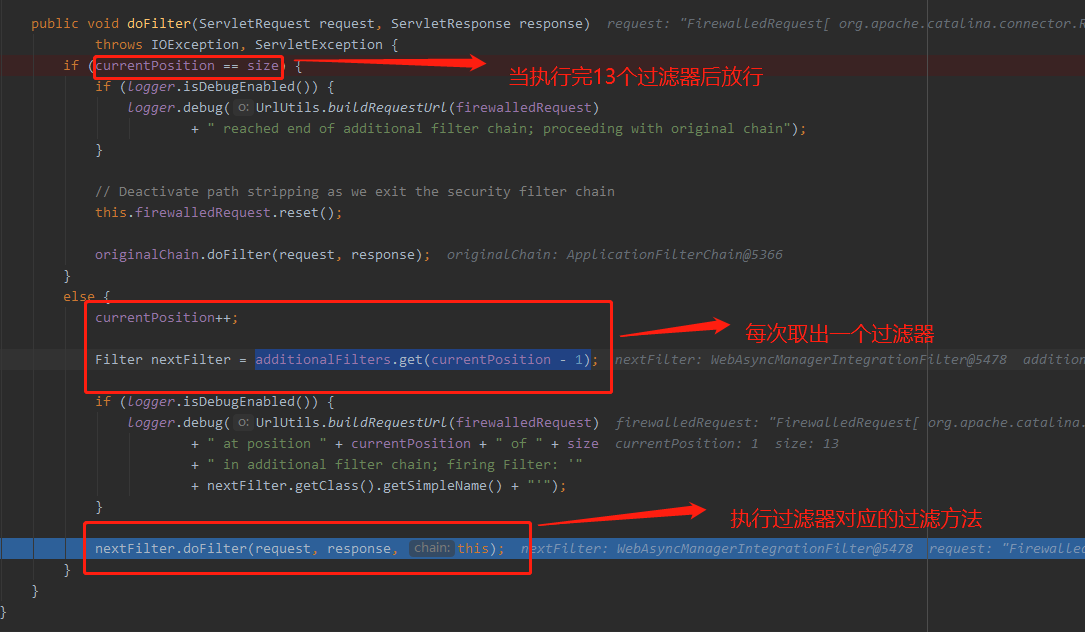 public void doFilter(ServletRequest request, ServletResponse response) request: "FirewalledRequest[ org.apache.catalina.connector.R
throws IOException, ServletException {
if (currentPosition == size) {
当执行完13个过滤器后放行
if (logger.isDebugEnabled()) {
logger.debug( o: UrlUtils.buildRequestUrl(firewalledRequest)
+ " reached end of additional filter chain; proceeding with original chain");
}
// Deactivate path stripping as we exit the security filter chain
this.firewalledRequest.reset();
originalChain.doFilter(request, response); originalChain: ApplicationFilterChain@5366
}
else {
currentPosition++;
每次取出一个过滤器
Filter nextFilter = additionalFilters.get(currentPosition - 1); nextFilter: WebAsyncManagerIntegrationFilter@5478 addition
if (logger.isDebugEnabled()) {
logger.debug( o: UrlUtils.buildRequestUrl(firewalledRequest) firewalledRequest: "FirewalledRequest[ org.apache.catalina.
+ " at position " + currentPosition + " of " + size currentPosition: 1 size: 13
+ " in additional filter chain; firing Filter: '"
+ nextFilter.getClass().getSimpleName() + "'");
}
执行过滤器对应的过滤方法
nextFilter.doFilter(request, response, chain: this); nextFilter: WebAsyncManagerIntegrationFilter@5478 request: "Firewalled
}
}
}